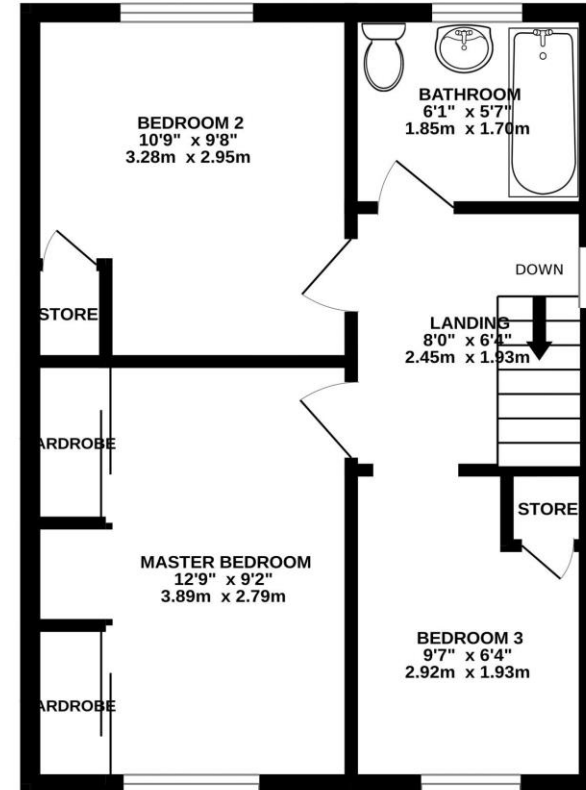 BEDROOM 2
10'9" x 9'8"
3.28m x 2.95m
BATHROOM
6'1" x 5'7"
1.85m x 1.70m
DOWN
STORE
LANDING
8'0" x 6'4"
2.45m x 1.93m
ARDROBE
STORE
MASTER BEDROOM
12'9" x 9'2"
3.89m x 2.79m
BEDROOM 3
9'7" x 6'4"
2.92m x 1.93m
ARDROBE